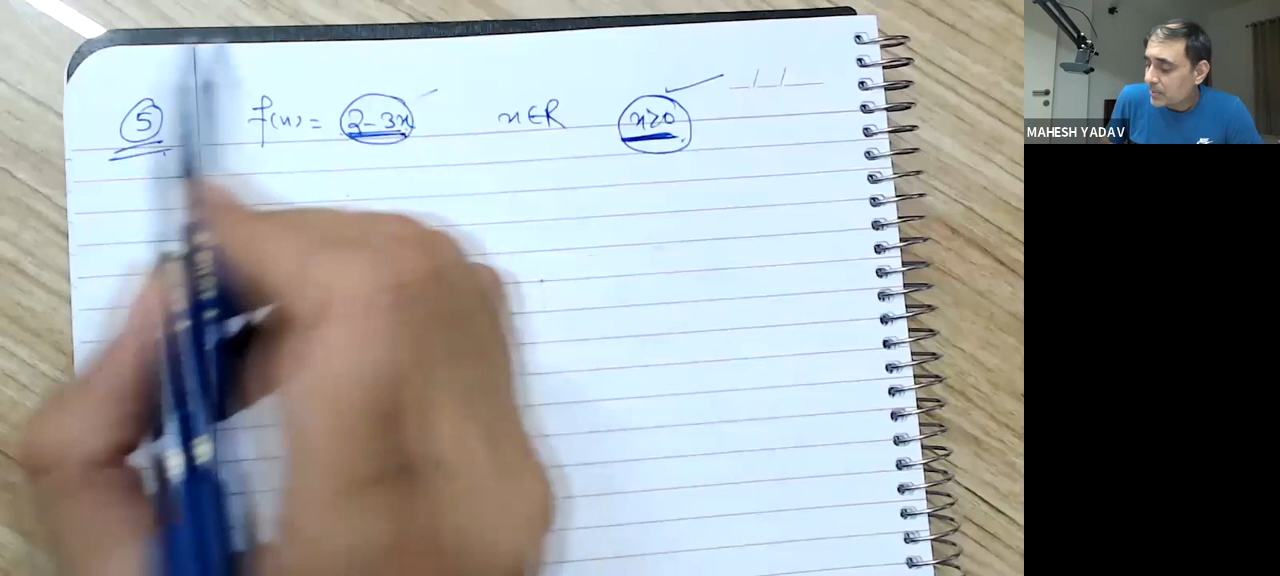 5 f(x) = 2-3x x∈R x>0
MAHESH YADAV